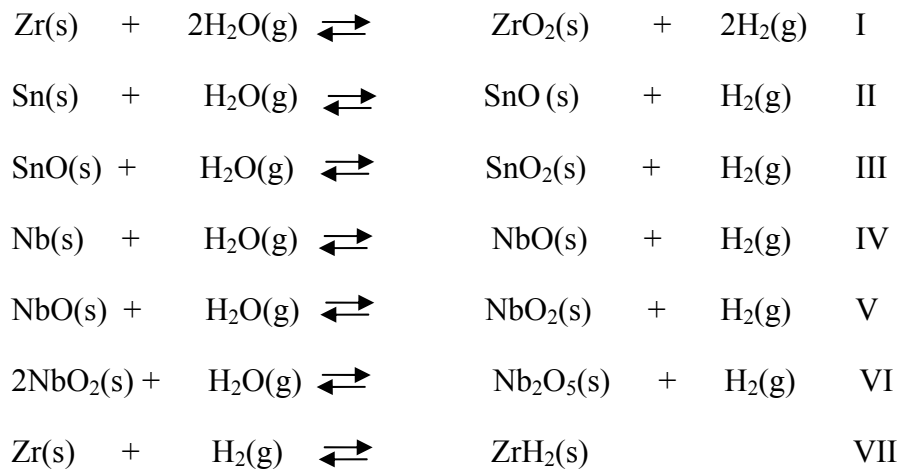 Zr(s) + 2H₂O(g) ⇌ ZrO₂(s) + 2H₂(g) I
Sn(s) + H₂O(g) ⇌ SnO (s) + H₂(g) II
SnO(s) + H₂O(g) ⇌ SnO₂(s) + H₂(g) III
Nb(s) + H₂O(g) ⇌ NbO(s) + H₂(g) IV
NbO(s) + H₂O(g) ⇌ NbO₂(s) + H₂(g) V
2NbO₂(s) + H₂O(g) ⇌ Nb₂O₅(s) + H₂(g) VI
Zr(s) + H₂(g) ⇌ ZrH₂(s) VII